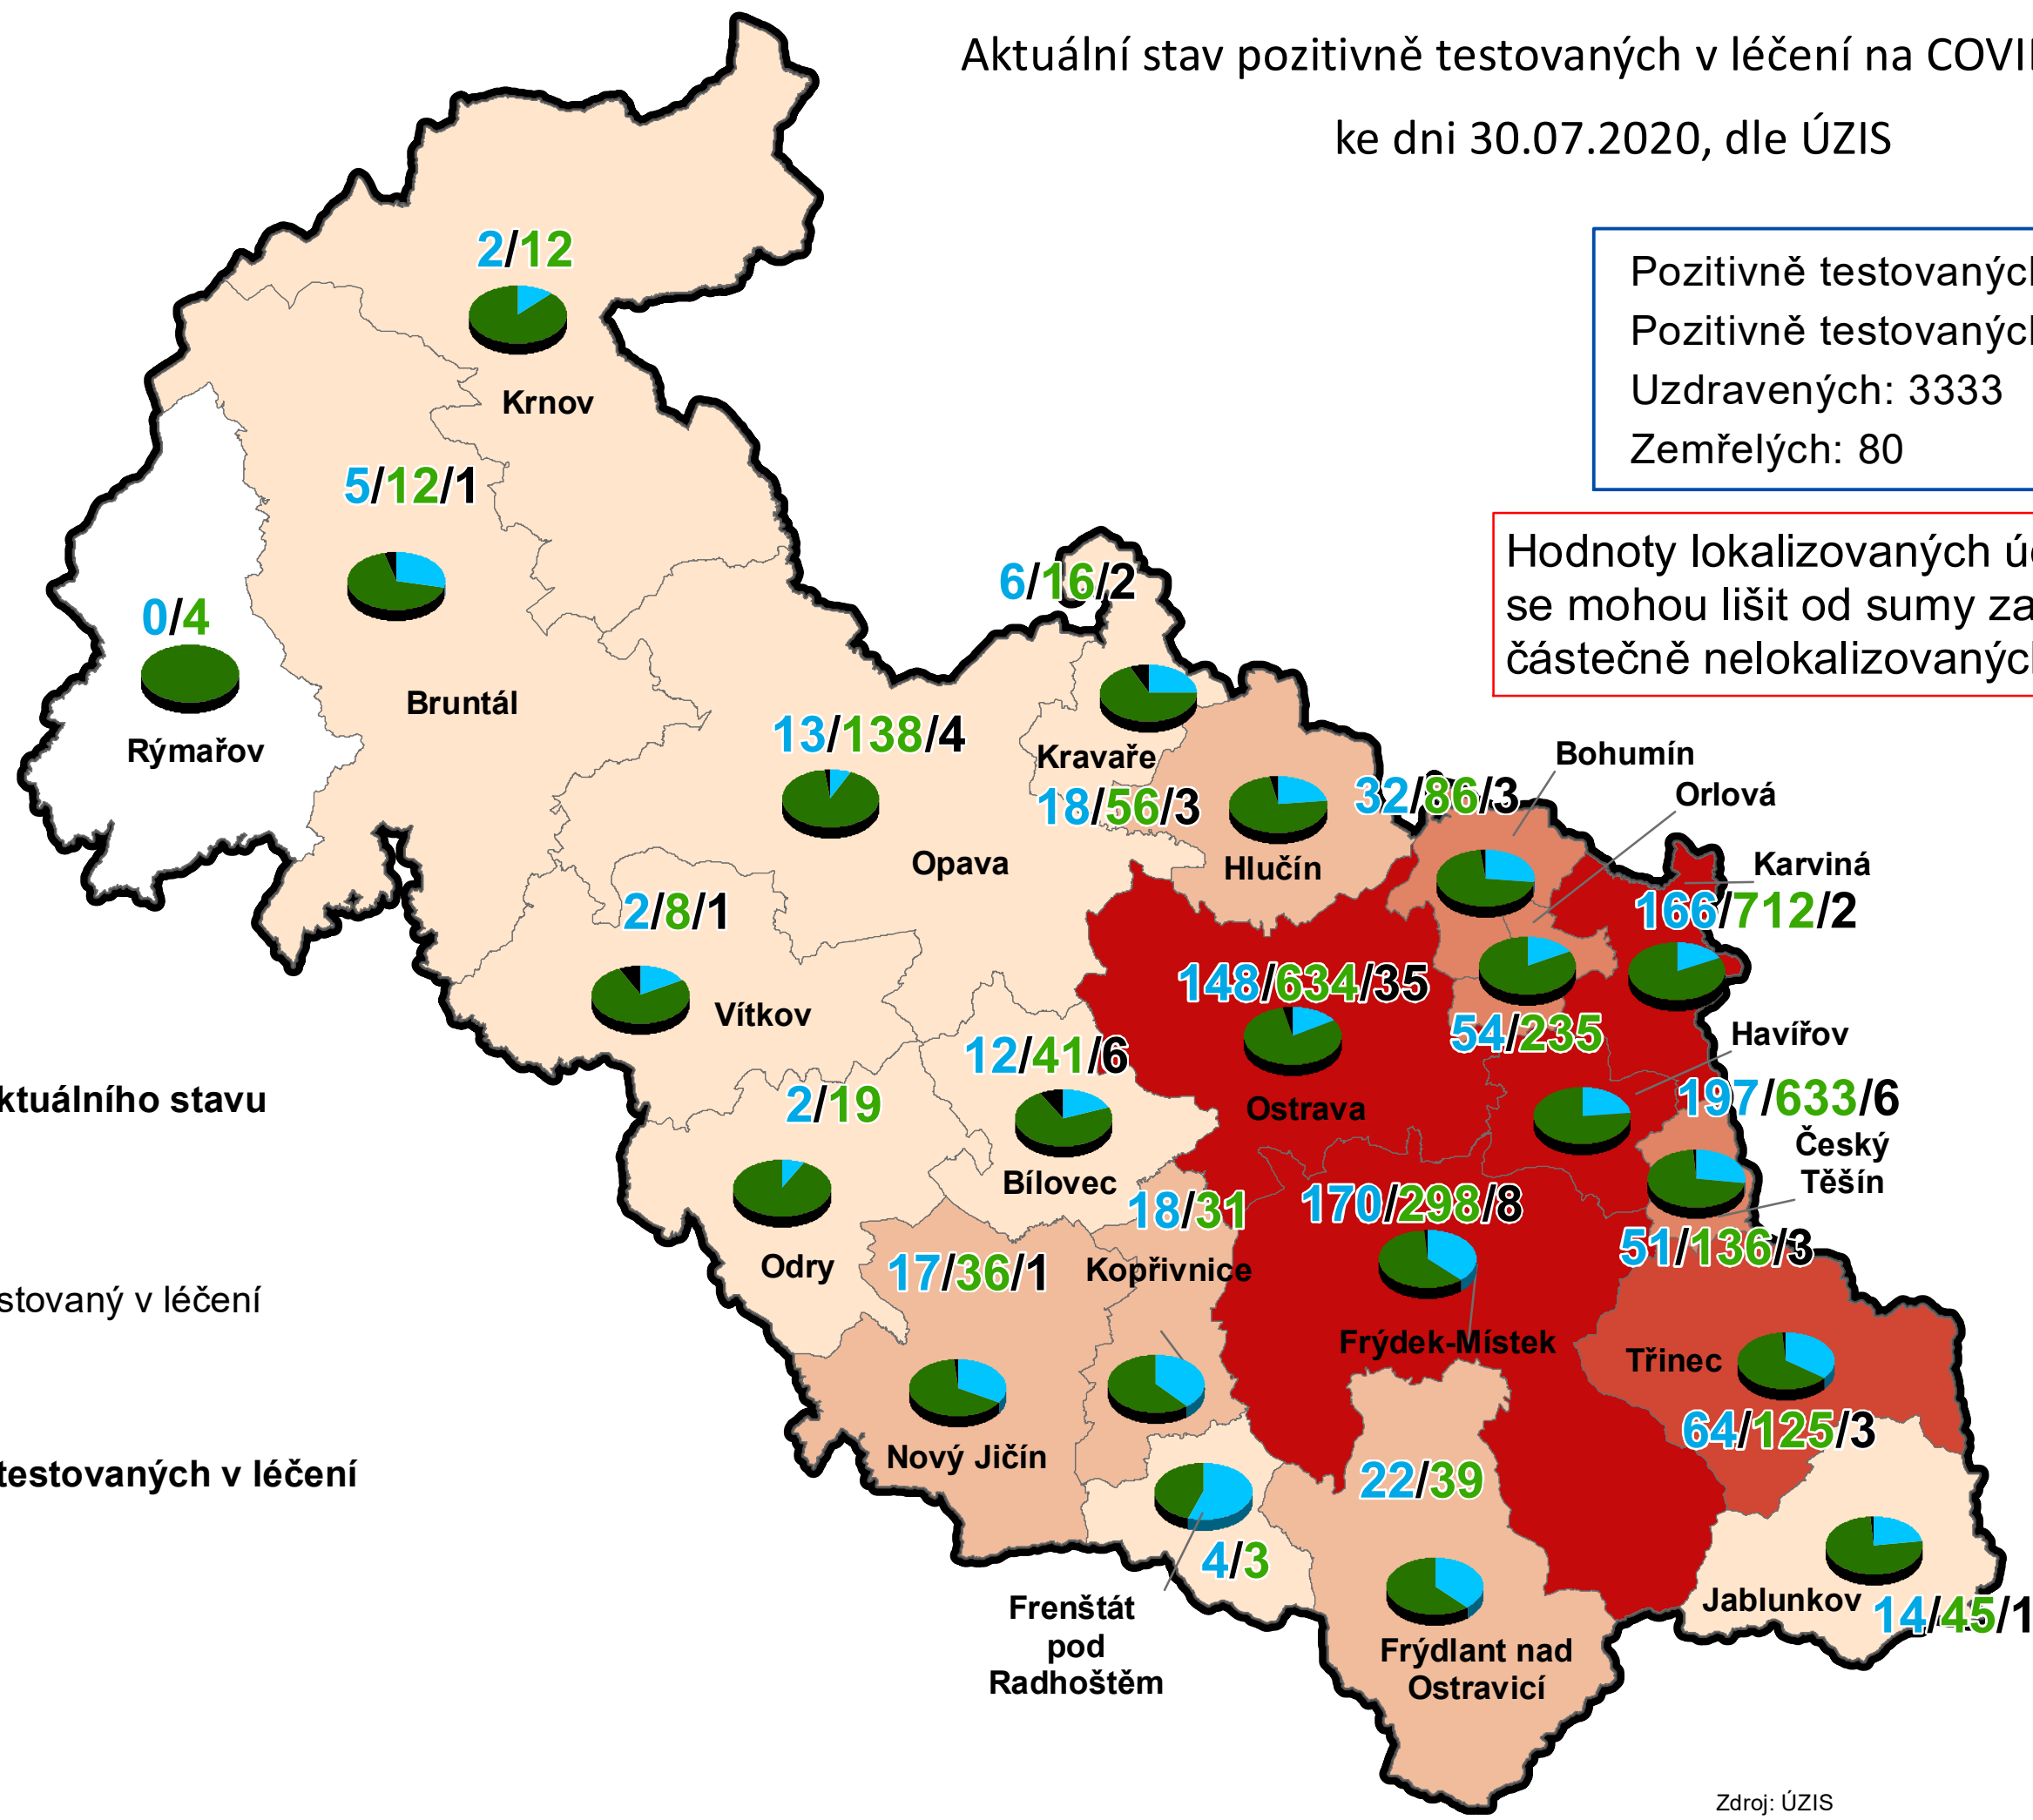 Aktuální stav pozitivně testovaných v léčení na COVI
ke dni 30.07.2020, dle ÚZIS
Pozitivně testovaných
Pozitivně testovaných
Uzdravených: 3333
Zemřelých: 80
Hodnoty lokalizovaných ú
se mohou lišit od sumy za
částečně nelokalizovaných
2/12
Krnov
5/12/1
Bruntál
0/4
Rýmařov
6/16/2
Kravaře
13/138/4
Opava
18/56/3
Hlučín
32/86/3
Bohumín
Orlová
Karviná
166/712/2
2/8/1
Vítkov
148/634/35
Ostrava
54/235
Havířov
197/633/6
12/41/6
Bílovec
2/19
Odry
Český
Těšín
51/136/3
18/31
Kopřivnice
170/298/8
Frýdek-Místek
17/36/1
Nový Jičín
Třinec
64/125/3
22/39
Frýdlant nad
Ostravicí
4/3
Frenštát
pod
Radhoštěm
Jablunkov
14/45/1
ktuálního stavu
stovaný v léčení
testovaných v léčení
Zdroj: ÚZIS